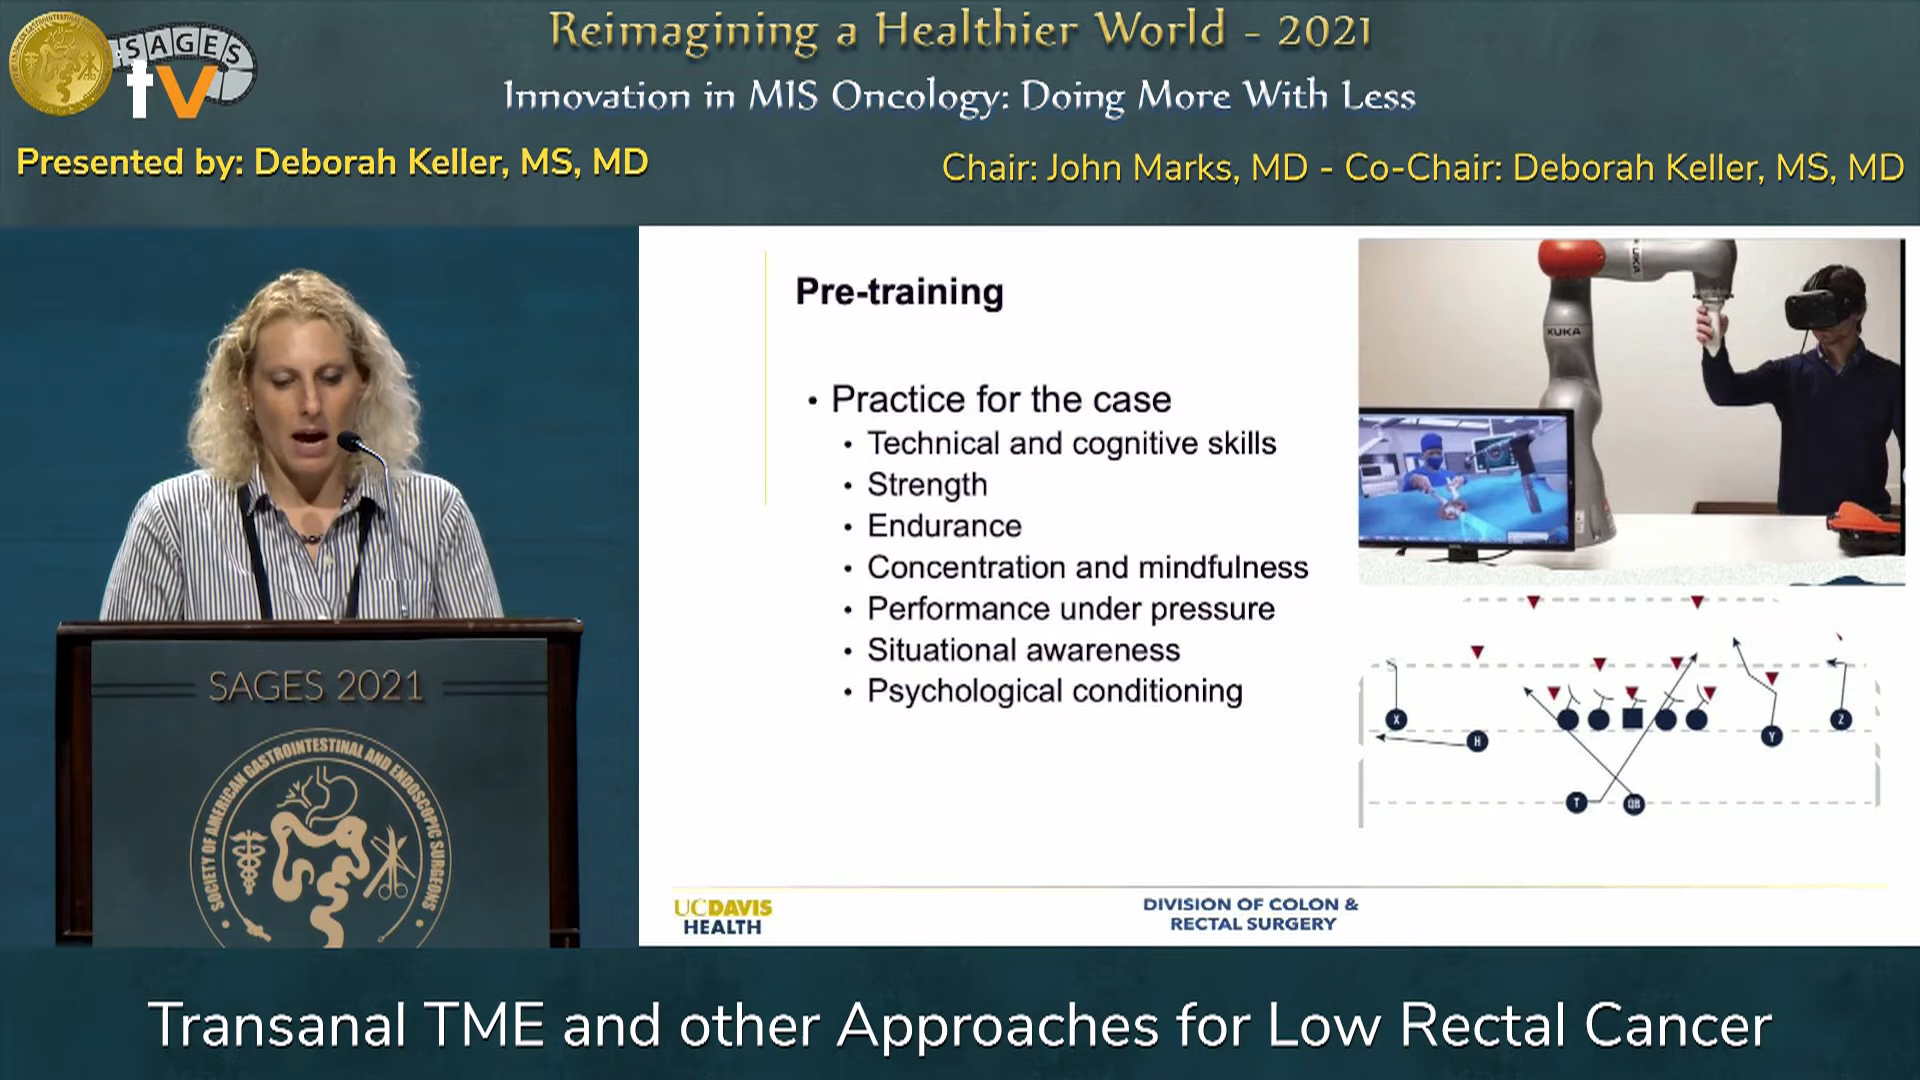 Reimagining a Healthier World - 2021
SAGES
tv
Innovation in MIS Oncology: Doing More With Less
Presented by: Deborah Keller, MS, MD
Chair: John Marks, MD - Co-Chair: Deborah Keller, MS, MD
Pre-training
• Practice for the case
• Technical and cognitive skills
• Strength
• Endurance
• Concentration and mindfulness
• Performance under pressure
• Situational awareness
• Psychological conditioning
KUKA
KUKA
X
H
Y
Z
T
QB
SAGES 2021
SOCIETY OF AMERICAN GASTROINTESTINAL AND ENDOSCOPIC SURGEONS
UCDAVIS
HEALTH
DIVISION OF COLON &
RECTAL SURGERY
Transanal TME and other Approaches for Low Rectal Cancer